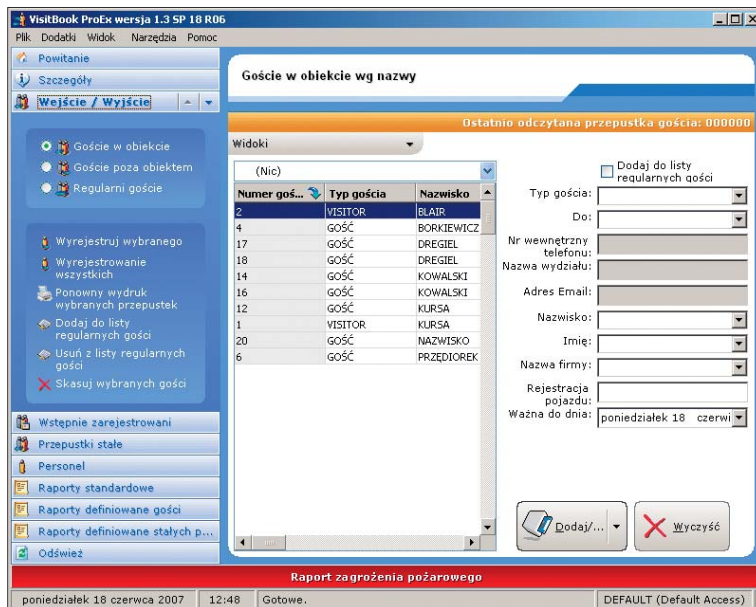 VisitBook ProEx wersja 1.3 SP 18 R06
Plik Dodatki Widok Narzędzia Pomoc
Powitanie
Szczegóły
Wejście / Wyjście
Goście w obiekcie
Goście poza obiektem
Regularni goście
Wyrejestruj wybranego
Wyrejestrowanie
wszystkich
Ponowny wydruk
wybranych przepustek
Dodaj do listy
regularnych gości
Usuń z listy regularnych
gości
Skasuj wybranych gości
Wstępnie zarejestrowani
Przepustki stałe
Personel
Raporty standardowe
Raporty definiowane gości
Raporty definiowane stałych p...
Odśwież
Goście w obiekcie wg nazwy
Ostatnio odczytana przepustka gościa: 000000
Widoki
(Nic)
Numer goś... Typ gościa Nazwisko
2 VISITOR BLAIR
4 GOŚĆ BORKIEWICZ
17 GOŚĆ DREGIEL
18 GOŚĆ DREGIEL
14 GOŚĆ KOWALSKI
16 GOŚĆ KOWALSKI
12 GOŚĆ KURSA
1 VISITOR KURSA
20 GOŚĆ NAZWISKO
6 GOŚĆ PRZĘDIOREK
Dodaj do listy
regularnych gości
Typ gościa:
Do:
Nr wewnętrzny
telefonu:
Nazwa wydziału:
Adres Email:
Nazwisko:
Imię:
Nazwa firmy:
Rejestracja
pojazdu:
Ważna do dnia: poniedziałek 18 czerwi
Dodaj/... Wyczyść
Raport zagrożenia pożarowego
poniedziałek 18 czerwca 2007 12:48 Gotowe. DEFAULT (Default Access)